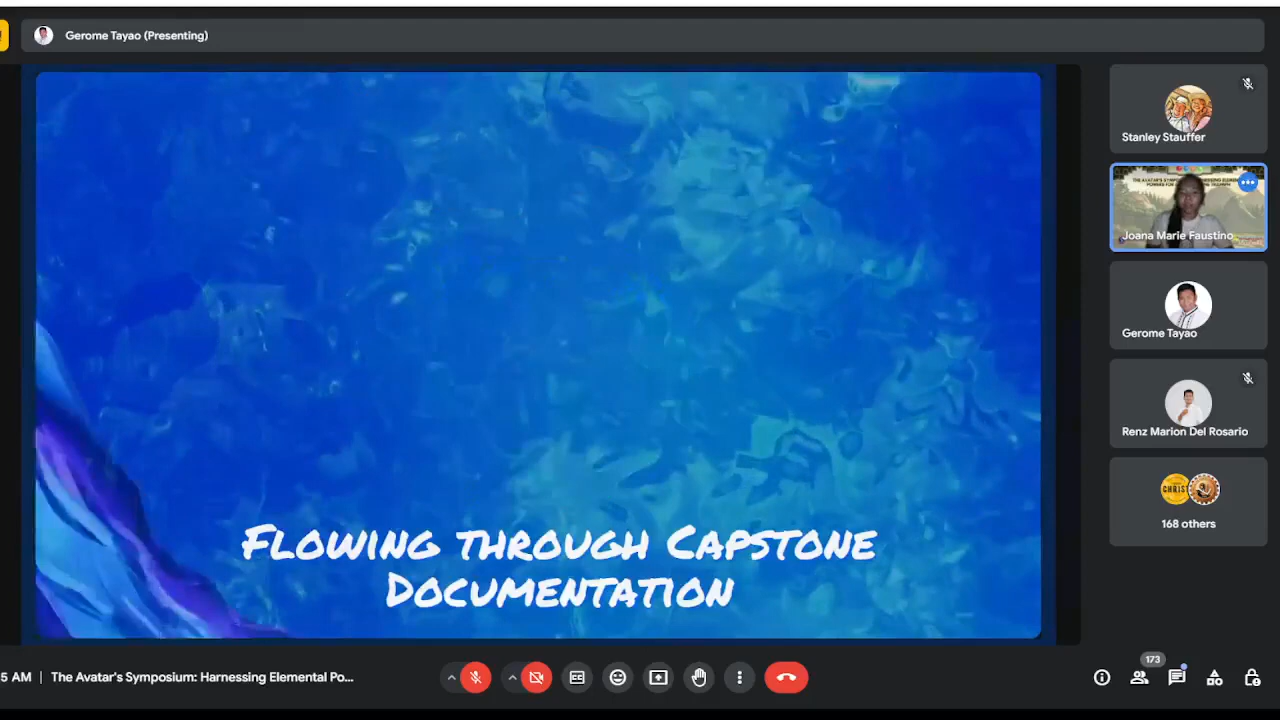 Gerome Tayao (Presenting)
Stanley Stauffer
Joana Marie Faustino
Gerome Tayao
Renz Marion Del Rosario
CHRIST
168 others
Flowing through Capstone
Documentation
173
5 AM | The Avatar's Symposium: Harnessing Elemental Po...